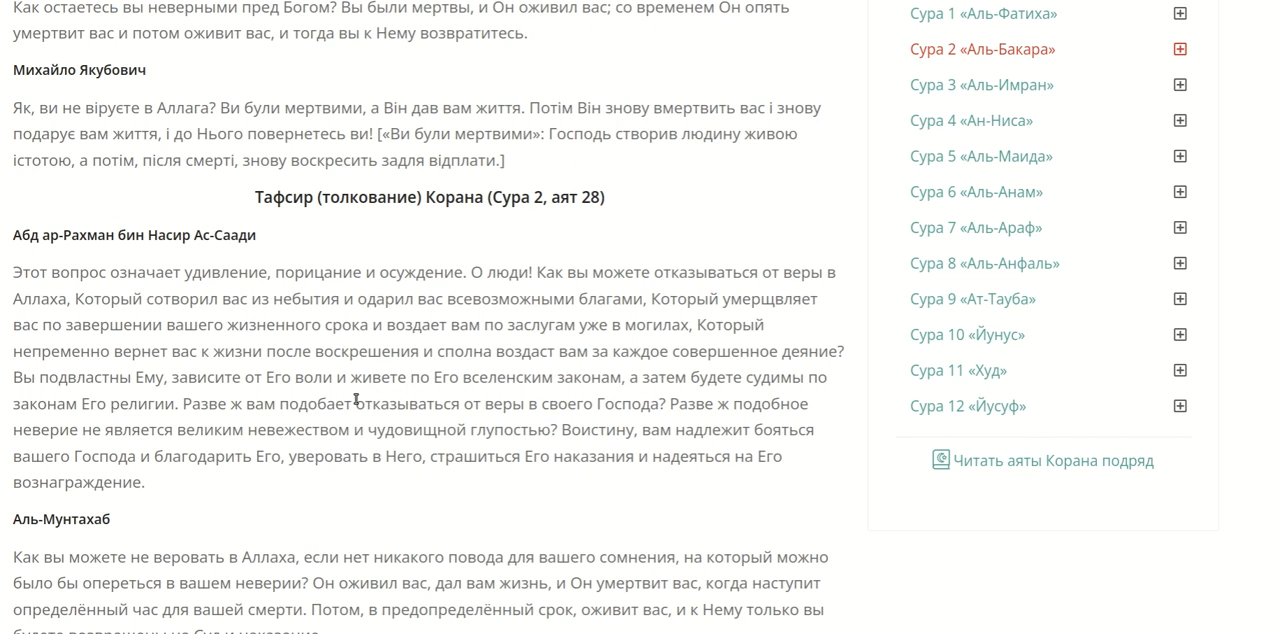 Как остаетесь вы неверными пред Богом? Вы были мертвы, и Он оживил вас; со временем Он опять
умертвит вас и потом оживит вас, и тогда вы к Нему возвратитесь.
Михайло Якубович
Як, ви не віруєте в Аллага? Ви були мертвими, а Він дав вам життя. Потім Він знову вмертвить вас і знову
подарує вам життя, і до Нього повернетесь ви! [«Ви були мертвими»: Господь створив людину живою
істотою, а потім, після смерті, знову воскресить задля відплати.]
Тафсир (толкование) Корана (Сура 2, аят 28)
Абд ар-Рахман бин Насир Ас-Саади
Этот вопрос означает удивление, порицание и осуждение. О люди! Как вы можете отказываться от веры в
Аллаха, Который сотворил вас из небытия и одарил вас всевозможными благами, Который умерщвляет
вас по завершении вашего жизненного срока и воздает вам по заслугам уже в могилах, Который
непременно вернет вас к жизни после воскрешения и сполна воздаст вам за каждое совершенное деяние?
Вы подвластны Ему, зависите от Его воли и живете по Его вселенским законам, а затем будете судимы по
законам Его религии. Разве ж вам подобает отказываться от веры в своего Господа? Разве ж подобное
неверие не является великим невежеством и чудовищной глупостью? Воистину, вам надлежит бояться
вашего Господа и благодарить Его, уверовать в Него, страшиться Его наказания и надеяться на Его
вознаграждение.
Аль-Мунтахаб
Как вы можете не веровать в Аллаха, если нет никакого повода для вашего сомнения, на который можно
было бы опереться в вашем неверии? Он оживил вас, дал вам жизнь, и Он умертвит вас, когда наступит
определённый час для вашей смерти. Потом, в предопределённый срок, оживит вас, и к Нему только вы
будете возвращены на Суд и наказание.
Сура 1 «Аль-Фатиха»
Сура 2 «Аль-Бакара»
Сура 3 «Аль-Имран»
Сура 4 «Ан-Ниса»
Сура 5 «Аль-Маида»
Сура 6 «Аль-Анам»
Сура 7 «Аль-Араф»
Сура 8 «Аль-Анфаль»
Сура 9 «Ат-Тауба»
Сура 10 «Йунус»
Сура 11 «Худ»
Сура 12 «Йусуф»
Читать аяты Корана подряд